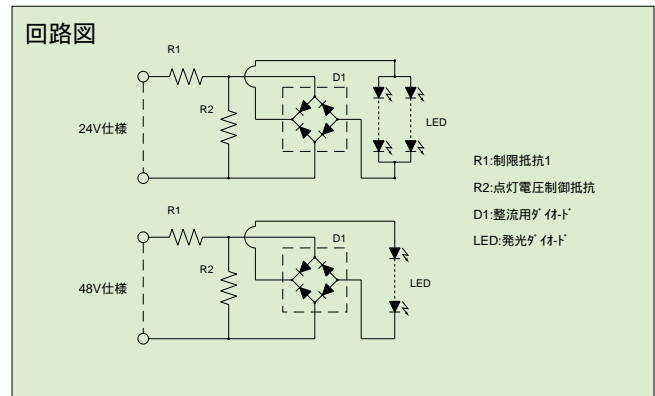 回路図
R1
D1
R2
24V仕様
LED
R1:制限抵抗1
R2:点灯電圧制御抵抗
D1:整流用ダイオード
LED:発光ダイオード
R1
D1
R2
48V仕様
LED